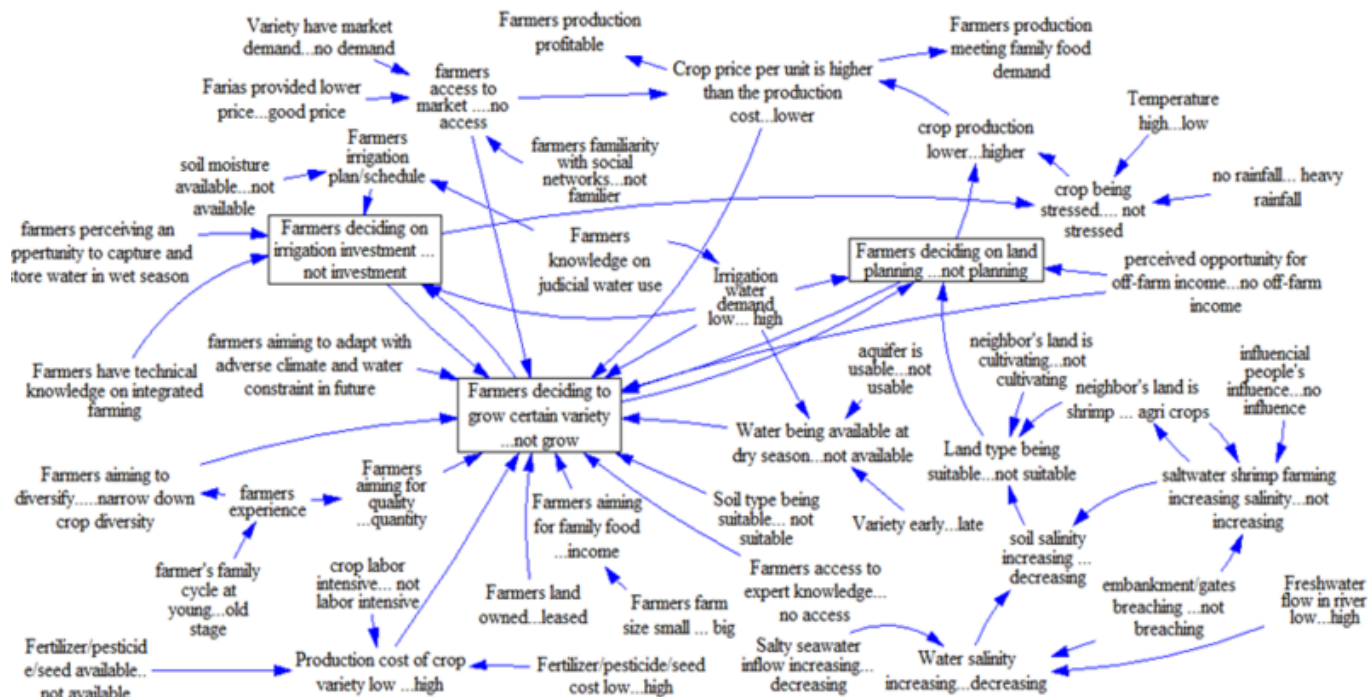 Variety have market
demand...no demand
Farias provided lower
price...good price
farmers
access to
market ....no
access
Farmers production
profitable
Crop price per unit is higher
than the production
cost...lower
Farmers production
meeting family food
demand
Temperature
high...low
crop production
lower...higher
no rainfall... heavy
rainfall
crop being
stressed.... not
stressed
Farmers
irrigation
plan/schedule
soil moisture
available...not
available
farmers familiarity
with social
networks...not
familier
farmers perceiving an
pportunity to capture and
tore water in wet season
Farmers deciding on
irrigation investment ...
not investment
Farmers
knowledge on
judicial water use
Irrigation
water
demand
low... high
Farmers deciding on land
planning ...not planning
perceived opportunity for
off-farm income...no off-farm
income
Farmers have technical
knowledge on integrated
farming
farmers aiming to adapt with
adverse climate and water
constraint in future
Farmers deciding to
grow certain variety
...not grow
aquifer is
usable...not
usable
neighbor's land is
cultivating...not
cultivating
neighbor's land is
shrimp ... agri crops
influencial
people's
influence...no
influence
Water being available at
dry season...not available
Land type being
suitable...not suitable
saltwater shrimp farming
increasing salinity...not
increasing
Farmers aiming to
diversify.....narrow down
crop diversity
farmers
experience
Farmers
aiming for
quality
...quantity
Farmers aiming
for family food
...income
Soil type being
suitable... not
suitable
Variety early...late
soil salinity
increasing ...
decreasing
farmer's family
cycle at
young...old
stage
crop labor
intensive... not
labor intensive
Farmers land
owned...leased
Farmers farm
size small ... big
Farmers access to
expert knowledge...
no access
embankment/gates
breaching ...not
breaching
Freshwater
flow in river
low...high
Fertilizer/pesticid
e/seed available..
not available
Production cost of crop
variety low ...high
Fertilizer/pesticide/seed
cost low...high
Salty seawater
inflow increasing...
decreasing
Water salinity
increasing...decreasing